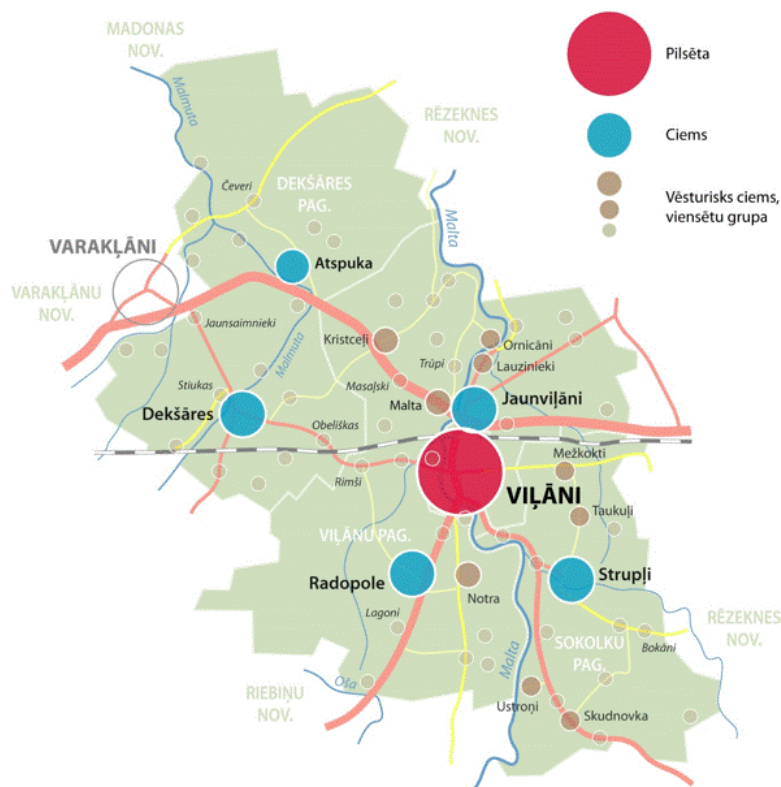 MADONAS
NOV.
Malmuta
Pilsēta
RĒZEKNES
NOV.
Ciems
Čeveri
DEKŠĀRES
PAG.
Vēsturisks ciems,
viensētu grupa
Malta
VARAKĻĀNI
Atspuka
VARAKĻĀNU
NOV.
Jaunsaimnieki
Kristceļi
Ornicāni
Trūpi
Lauzinieki
Malmuta
Stiukas
Masaļski
Malta
Jaunviļāni
Dekšāres
Obeliškas
Mežkokti
Rimši
VIĻĀNI
Taukuļi
VIĻĀNU PAG.
Radopole
Notra
Strupļi
Lagoni
RĒZEKNES
NOV.
SOKOLKU
PAG.
Bokāni
Malta
Oša
RIEBIŅU
NOV.
Ustroņi
Skudnovka